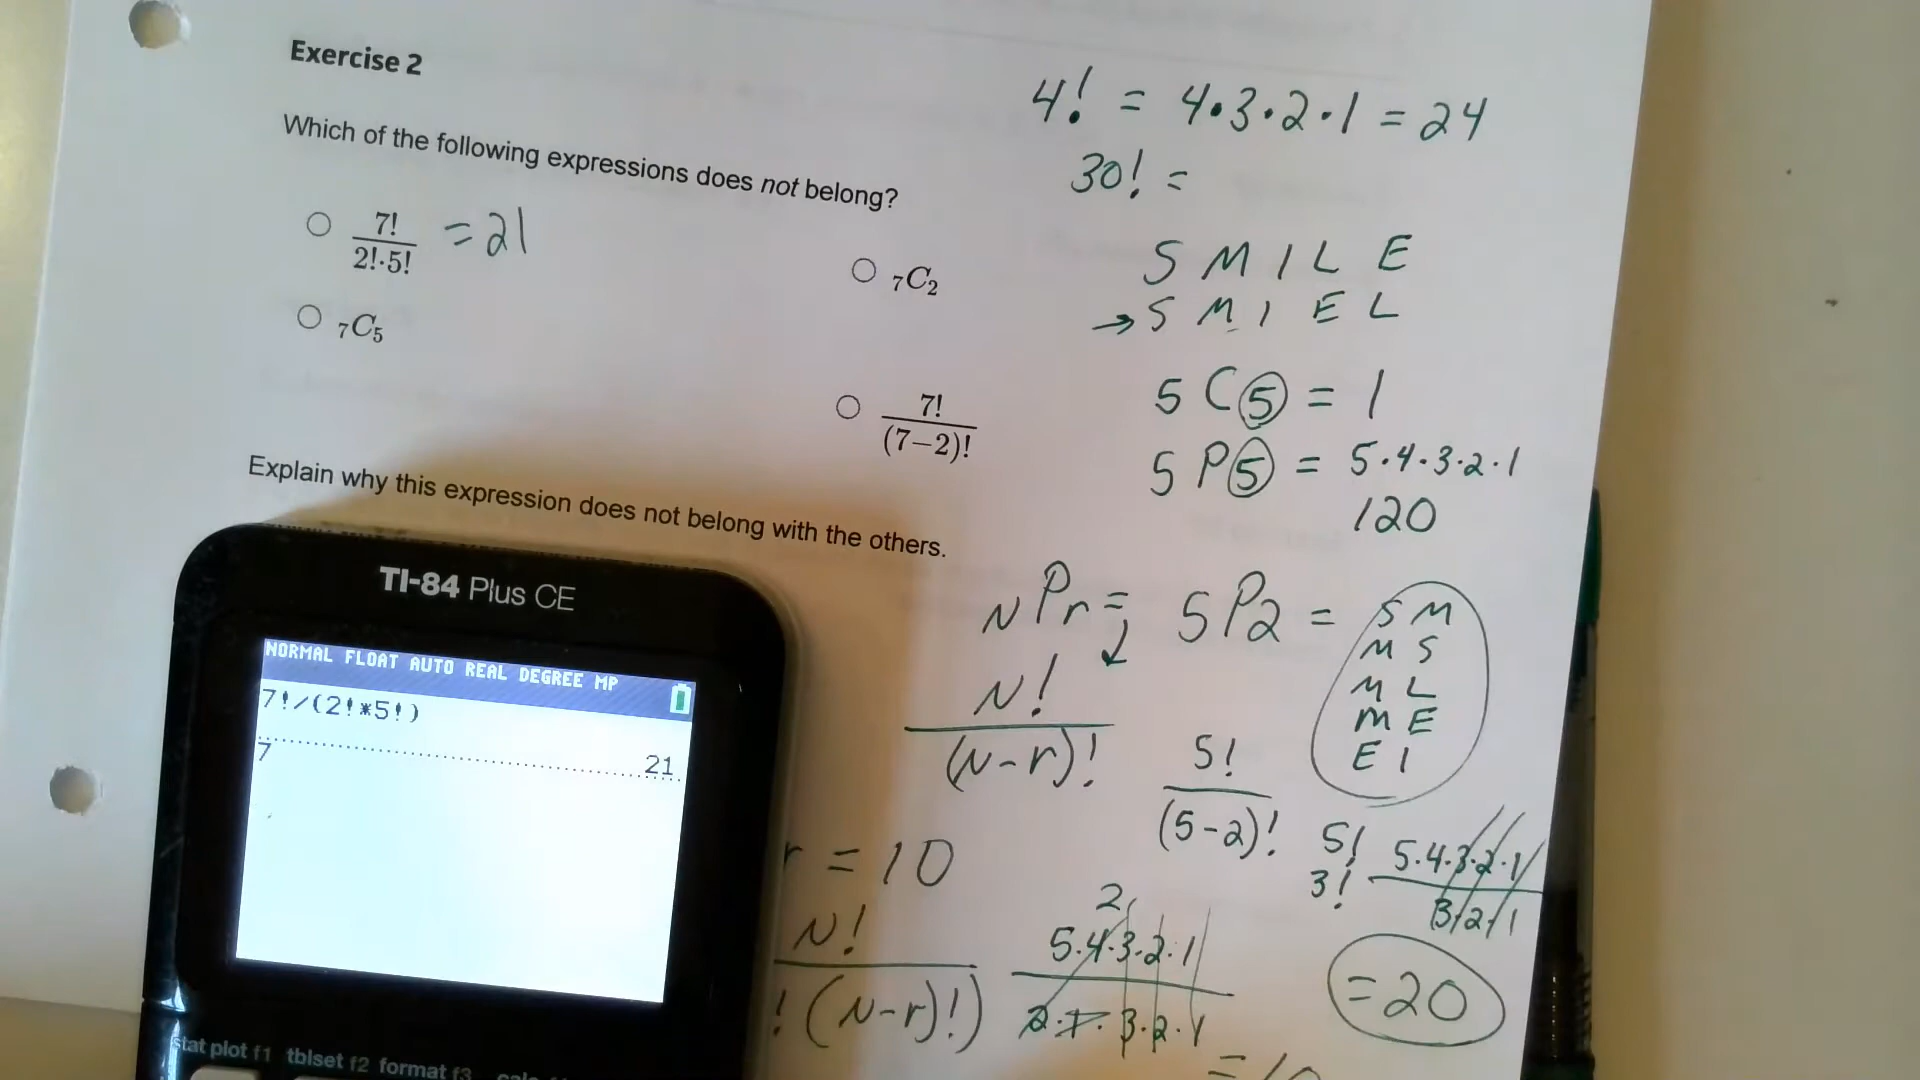 Exercise 2
Which of the following expressions does not belong?
7!/(2!·5!) = 21
₇C₂
₇C₅
7!/(7−2)!
Explain why this expression does not belong with the others.
4! = 4·3·2·1 = 24
30! =
S M I L E
→ S M I E L
5 C 5 = 1
5 P 5 = 5·4·3·2·1
120
N P r =
↓
N!
(N-r)!
5P2 =
S M
M S
M L
M E
E I
5!
(5-2)!
5!
3!
5·4·3·2·1
3·2·1
= 20
r = 10
N!
! (N-r)!)
2
5·4·3·2·1
2·1·3·2·1
TI-84 Plus CE
NORMAL FLOAT AUTO REAL DEGREE MP
7!/(2!*5!)
21
7
stat plot f1 tblset f2 format f3